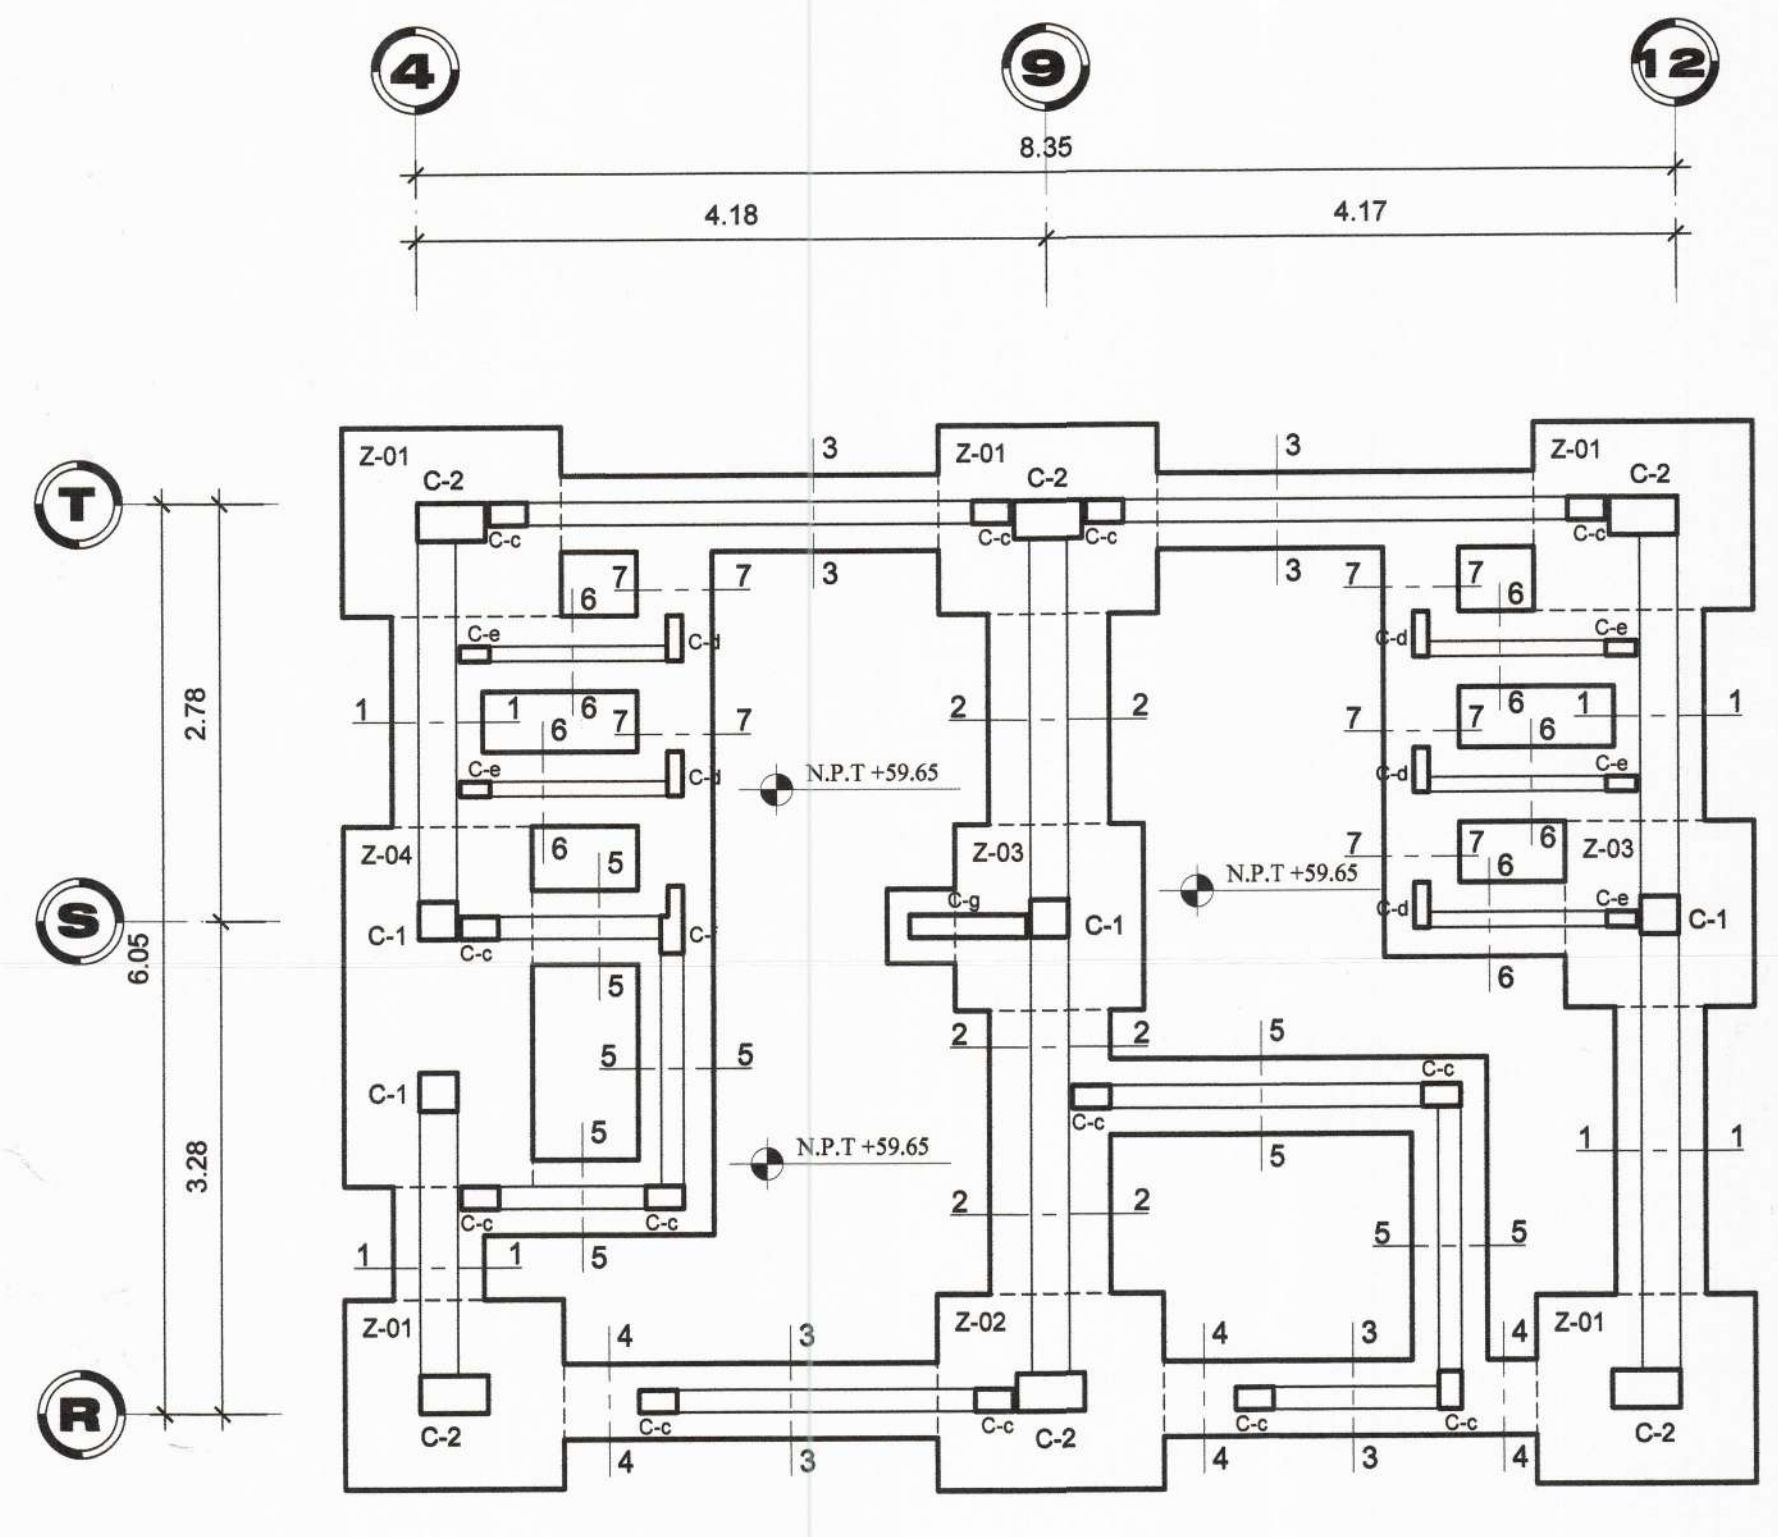 4 9 12
8.35
4.18 4.17
3 3
Z-01 Z-01 Z-01
C-2 C-2 C-2
T
C-c C-c C-c C-c
3 3
7 7 7 7
6 6
C-e C-d C-d C-e
2.78
1 1 6 7 7 2 2 7 7 6 1 1
6 6
C-e C-d N.P.T +59.65 C-d C-e
Z-04 6 5 Z-03 7 7 6 Z-03
6
N.P.T +59.65
S
C-1 C-c C- C-g C-1 C-d C-e C-1
6.05
5 6
5 5 2 2 5
C-1 C-c C-c
3.28
5 N.P.T +59.65 5 1 1
C-c C-c 2 2
1 1 5 5 5
Z-01 4 3 Z-02 4 3 4 Z-01
R
C-2 C-c C-c C-2 C-c C-c C-2
4 3 4 3 4